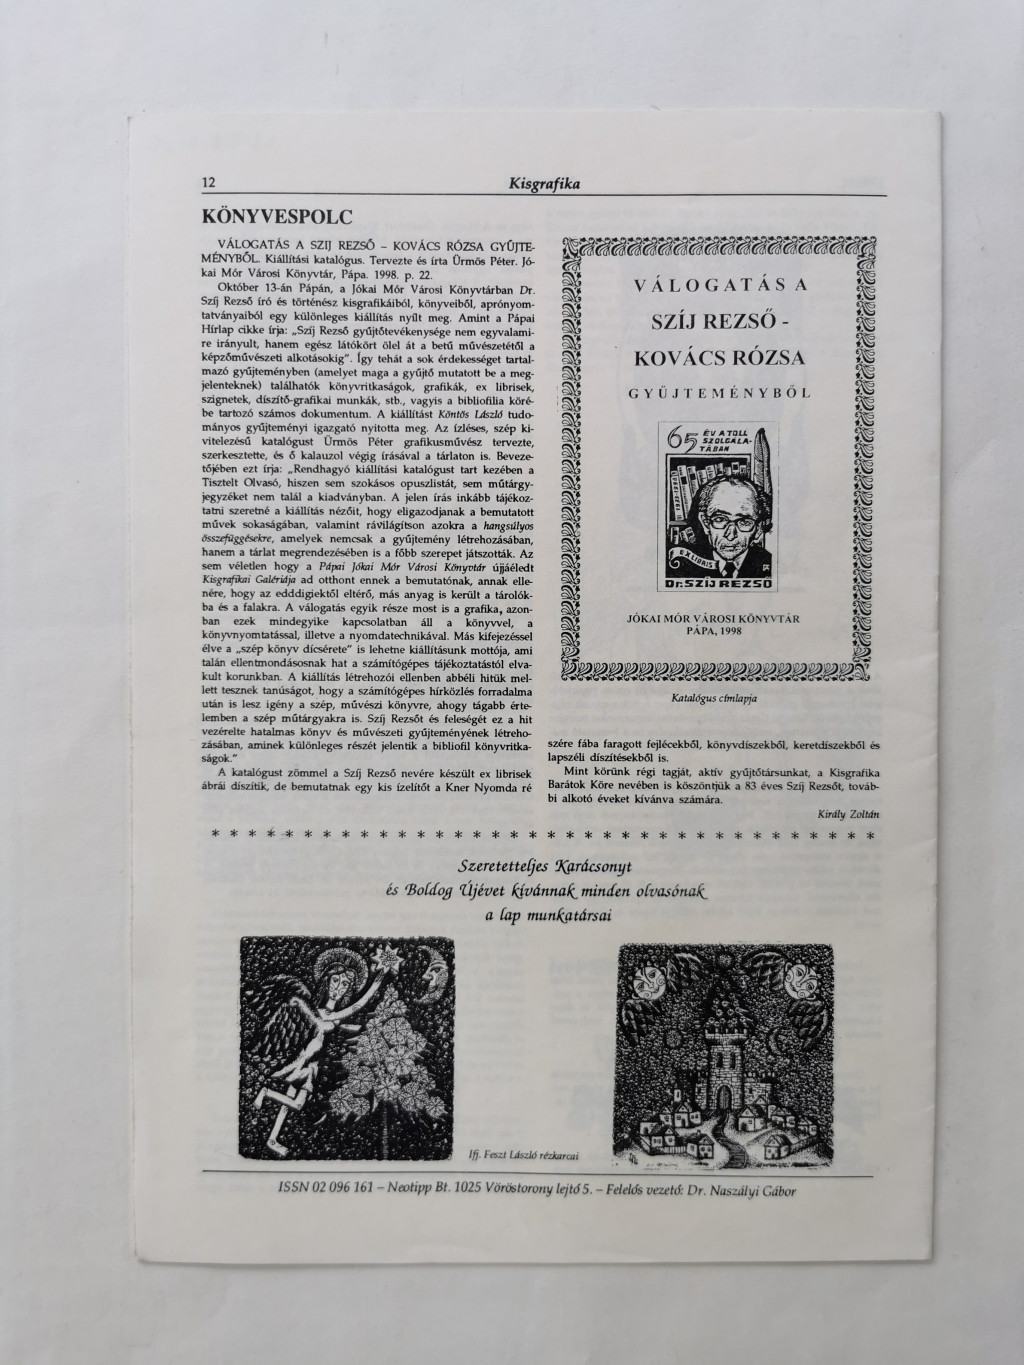 12
Kisgrafika
KÖNYVESPOLC
VÁLOGATÁS A SZIJ REZSŐ – KOVÁCS RÓZSA GYŰJTE-
MÉNYBŐL. Kiállítási katalógus. Tervezte és írta Ürmös Péter. Jó-
kai Mór Városi Könyvtár, Pápa. 1998. p. 22.
Október 13-án Pápán, a Jókai Mór Városi Könyvtárban Dr.
Szíj Rezső író és történész kisgrafikáiból, könyveiből, aprónyom-
tatványaiból egy különleges kiállítás nyílt meg. Amint a Pápai
Hírlap cikke írja: „Szíj Rezső gyűjtőtevékenysége nem egyvalami-
re irányult, hanem egész látókört ölel át a betű művészetétől a
képzőművészeti alkotásokig". Így tehát a sok érdekességet tartal-
mazó gyűjteményben (amelyet maga a gyűjtő mutatott be a meg-
jelenteknek) találhatók könyvritkaságok, grafikák, ex librisek,
szignetek, díszítő-grafikai munkák, stb., vagyis a bibliofilia köré-
be tartozó számos dokumentum. A kiállítást Köntös László tudo-
mányos gyűjteményi igazgató nyitotta meg. Az ízléses, szép ki-
vitelezésű katalógust Ürmös Péter grafikusművész tervezte,
szerkesztette, és ő kalauzol végig írásával a tárlaton is. Beveze-
tőjében ezt írja: „Rendhagyó kiállítási katalógust tart kezében a
Tisztelt Olvasó, hiszen sem szokásos opuszlistát, sem műtárgy-
jegyzéket nem talál a kiadványban. A jelen írás inkább tájékoz-
tatni szeretné a kiállítás nézőit, hogy eligazodjanak a bemutatott
művek sokaságában, valamint rávilágítson azokra a hangsúlyos
összefüggésekre, amelyek nemcsak a gyűjtemény létrehozásában,
hanem a tárlat megrendezésében is a főbb szerepet játszották. Az
sem véletlen hogy a Pápai Jókai Mór Városi Könyvtár újjáéledt
Kisgrafikai Galériája ad otthont ennek a bemutatónak, annak elle-
nére, hogy az edddigiektől eltérő, más anyag is került a tárolók-
ba és a falakra. A válogatás egyik része most is a grafika, azon-
ban ezek mindegyike kapcsolatban áll a könyvvel, a
könyvnyomtatással, illetve a nyomdatechnikával. Más kifejezéssel
élve a „szép könyv dícsérete" is lehetne kiállításunk mottója, ami
talán ellentmondásosnak hat a számítógépes tájékoztatástól elva-
kult korunkban. A kiállítás létrehozói ellenben abbéli hitük mel-
lett tesznek tanúságot, hogy a számítógépes hírközlés forradalma
után is lesz igény a szép, művészi könyvre, ahogy tágabb érte-
lemben a szép műtárgyakra is. Szíj Rezsőt és feleségét ez a hit
vezérelte hatalmas könyv és művészeti gyűjteményének létreho-
zásában, aminek különleges részét jelentik a bibliofil könyvritka-
ságok."
A katalógust zömmel a Szíj Rezső nevére készült ex librisek
ábrái díszítik, de bemutatnak egy kis ízelítőt a Kner Nyomda ré
VÁLOGATÁS A
SZÍJ REZSŐ -
KOVÁCS RÓZSA
GYŰJTEMÉNYBŐL
65 ÉV A TOLL
SZOLGÁLA-
TÁBAN
EX LIBRIS
Dr. SZÍJ REZSŐ
JÓKAI MÓR VÁROSI KÖNYVTÁR
PÁPA, 1998
Katalógus címlapja
szére fába faragott fejlécekből, könyvdíszekből, keretdíszekből és
lapszéli díszítésekből is.
Mint körünk régi tagját, aktív gyűjtőtársunkat, a Kisgrafika
Barátok Köre nevében is köszöntjük a 83 éves Szíj Rezsőt, továb-
bi alkotó éveket kívánva számára.
Király Zoltán
* * * * * * * * * * * * * * * * * * * * * * * * * * * * * * * * * * * * *
Szeretetteljes Karácsonyt
és Boldog Újévet kívánnak minden olvasónak
a lap munkatársai
Ifj. Feszt László rézkarcai
ISSN 02 096 161 – Neotipp Bt. 1025 Vöröstorony lejtő 5. – Felelős vezető: Dr. Naszályi Gábor